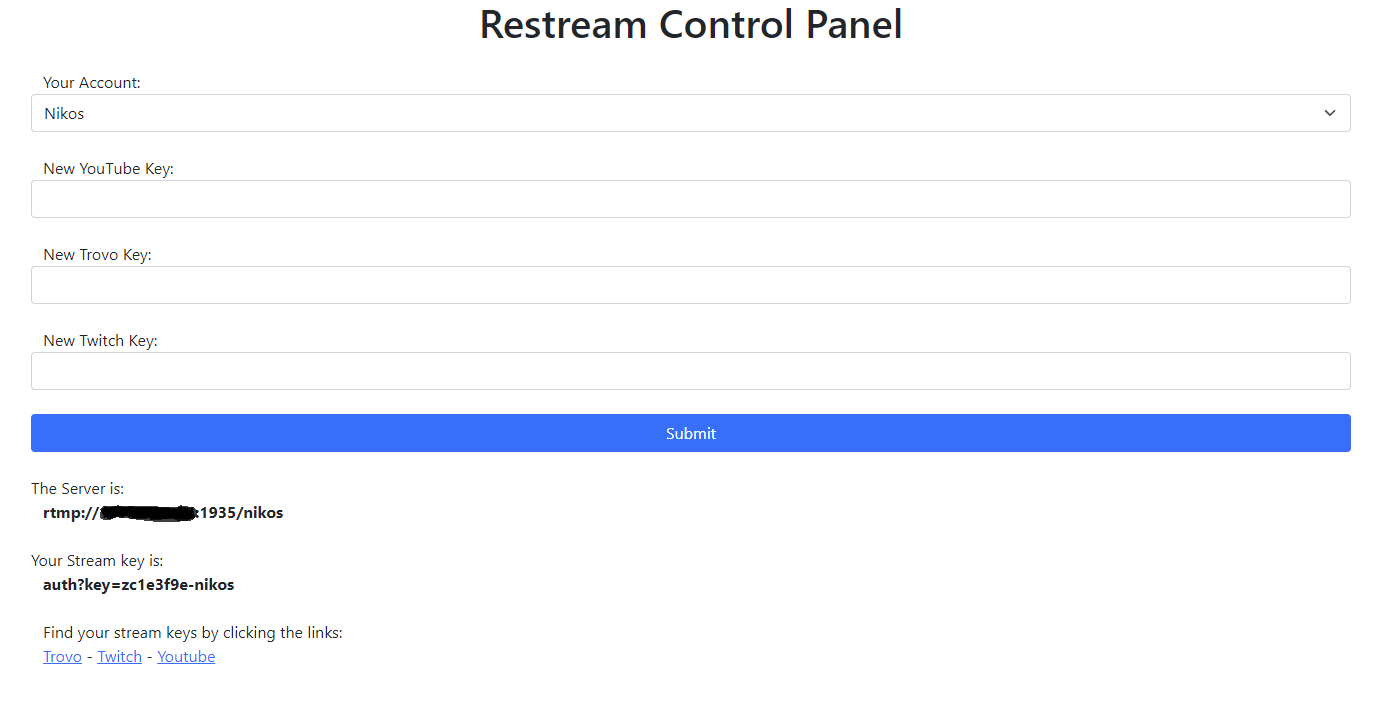 Restream Control Panel
Your Account:
Nikos
New YouTube Key:
New Trovo Key:
New Twitch Key:
Submit
The Server is:
rtmp:// :1935/nikos
Your Stream key is:
auth?key=zc1e3f9e-nikos
Find your stream keys by clicking the links:
Trovo - Twitch - Youtube